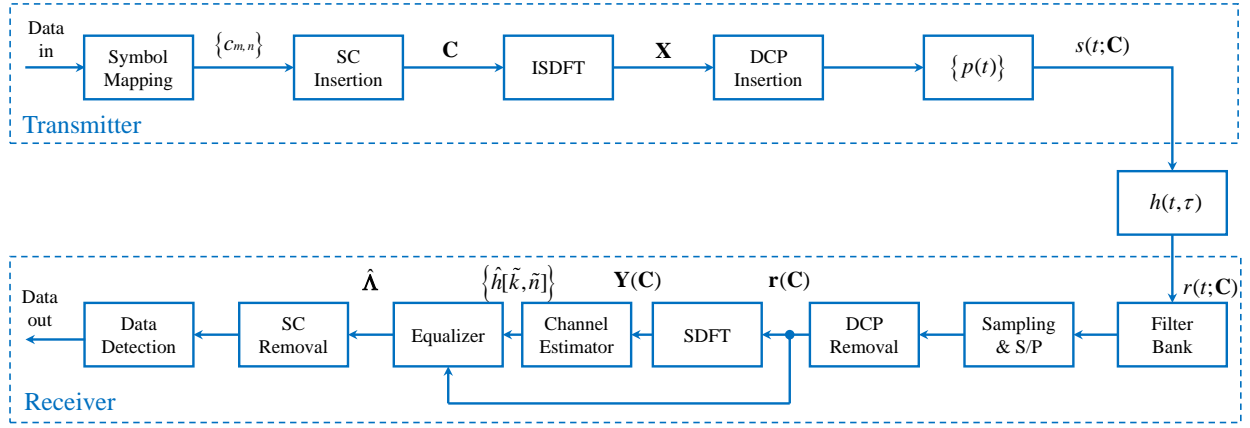 Data
in
Symbol
Mapping
{c_{m,n}}
SC
Insertion
C
ISDFT
X
DCP
Insertion
{p(t)}
s(t;C)
Transmitter
h(t,τ)
r(t;C)
Filter
Bank
Sampling
& S/P
DCP
Removal
r(C)
SDFT
Y(C)
Channel
Estimator
{ĥ[k̃,ñ]}
Equalizer
Λ̂
SC
Removal
Data
Detection
Data
out
Receiver